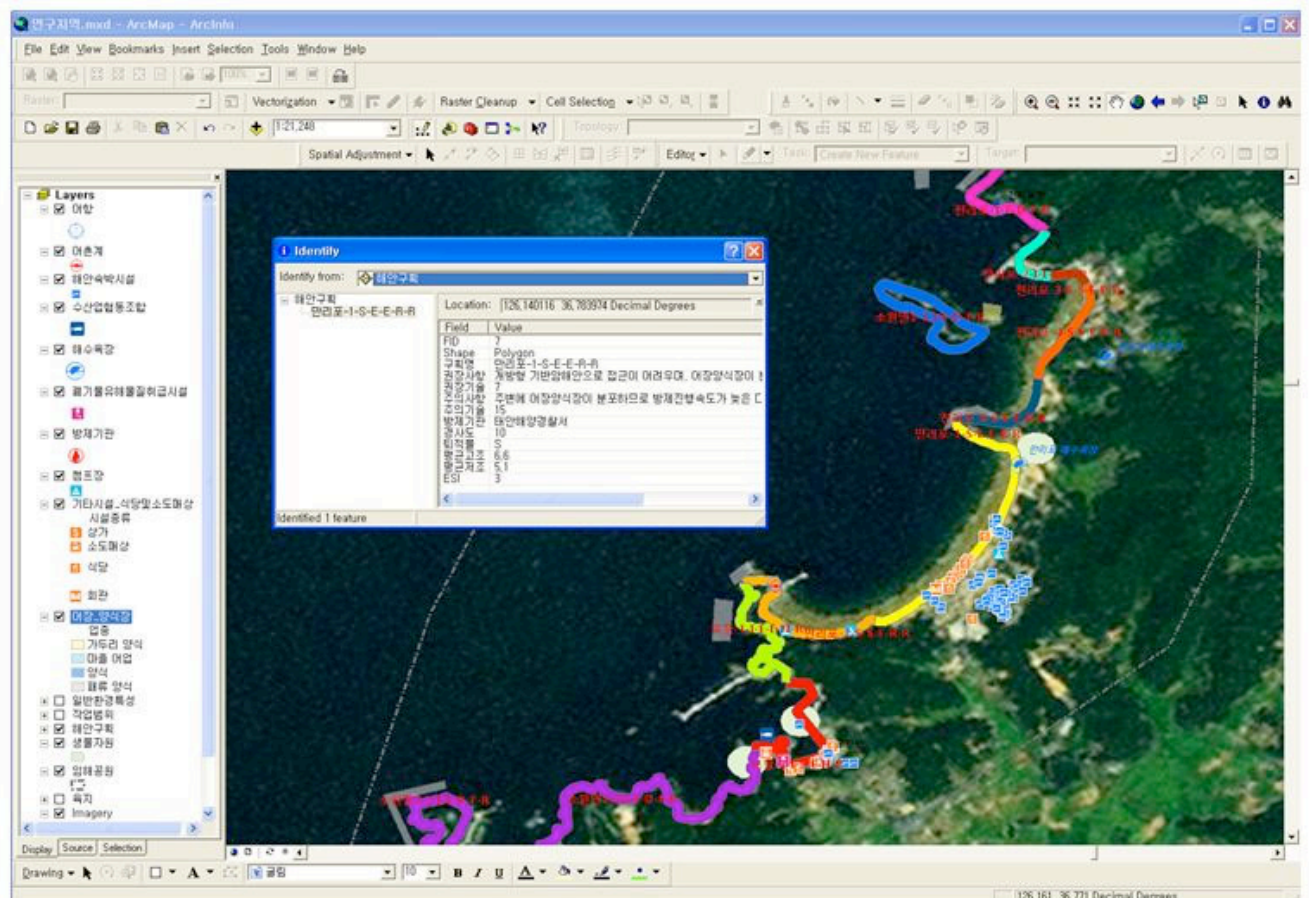 연구지역.mxd - ArcMap - ArcInfo
File Edit View Bookmarks Insert Selection Tools Window Help
100%
Raster:
Vectorization
Raster Cleanup
Cell Selection
1:21,248
Topology:
Spatial Adjustment
Editor
Task: Create New Feature
Target:
Layers
어항
어촌계
해안숙박시설
수산업협동조합
해수욕장
폐기물유해물질취급시설
방제기관
펌프장
기타시설_식당및소도매상
시설종류
상가
소도매상
식당
회관
어장_양식장
업종
가두리 양식
마을 어업
양식
패류 양식
일반환경특성
작업범위
해안구획
생물자원
임해공원
육지
Imagery
Display Source Selection
Identify
Identify from: 해안구획
해안구획
만리포-1-S-E-E-R-R
Location: 126.140116 36.783974 Decimal Degrees
Field Value
FID 7
Shape Polygon
구획명 만리포-1-S-E-E-R-R
권장사항 개방형 기반암해안으로 접근이 어려우며, 어장양식장이
권장기술 7
주의사항 주변에 어장양식장이 분포하므로 방제진행속도가 늦은
주의기술 15
방제기관 태안해양경찰서
경사도 10
퇴적물 S
평균고조 6.6
평균저조 5.1
ESI 3
Identified 1 feature
만리포 해수욕장
Drawing
굴림
10
B I U A
126.161 36.771 Decimal Degrees